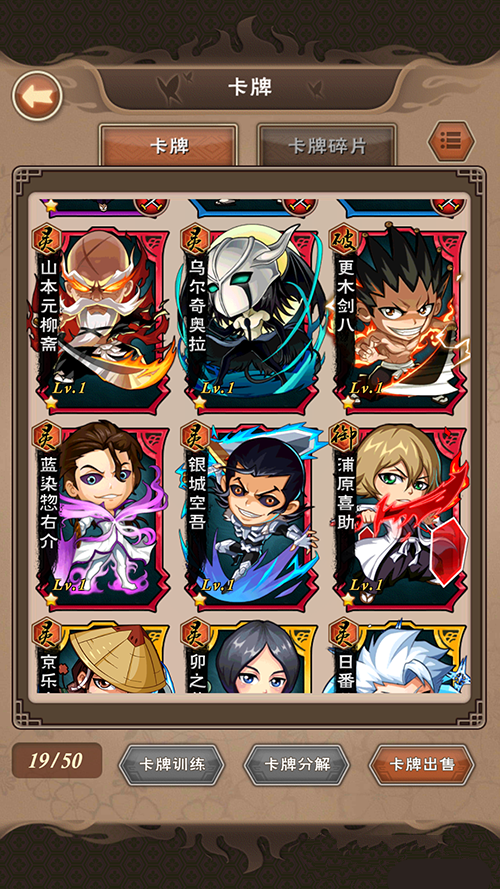 卡牌
卡牌
卡牌碎片
灵
山本元柳斋
Lv.1
灵
乌尔奇奥拉
Lv.1
破
更木剑八
Lv.1
灵
蓝染惣右介
Lv.1
灵
银城空吾
Lv.1
御
浦原喜助
Lv.1
灵
京乐
灵
卯之
灵
日番
19/50
卡牌训练
卡牌分解
卡牌出售